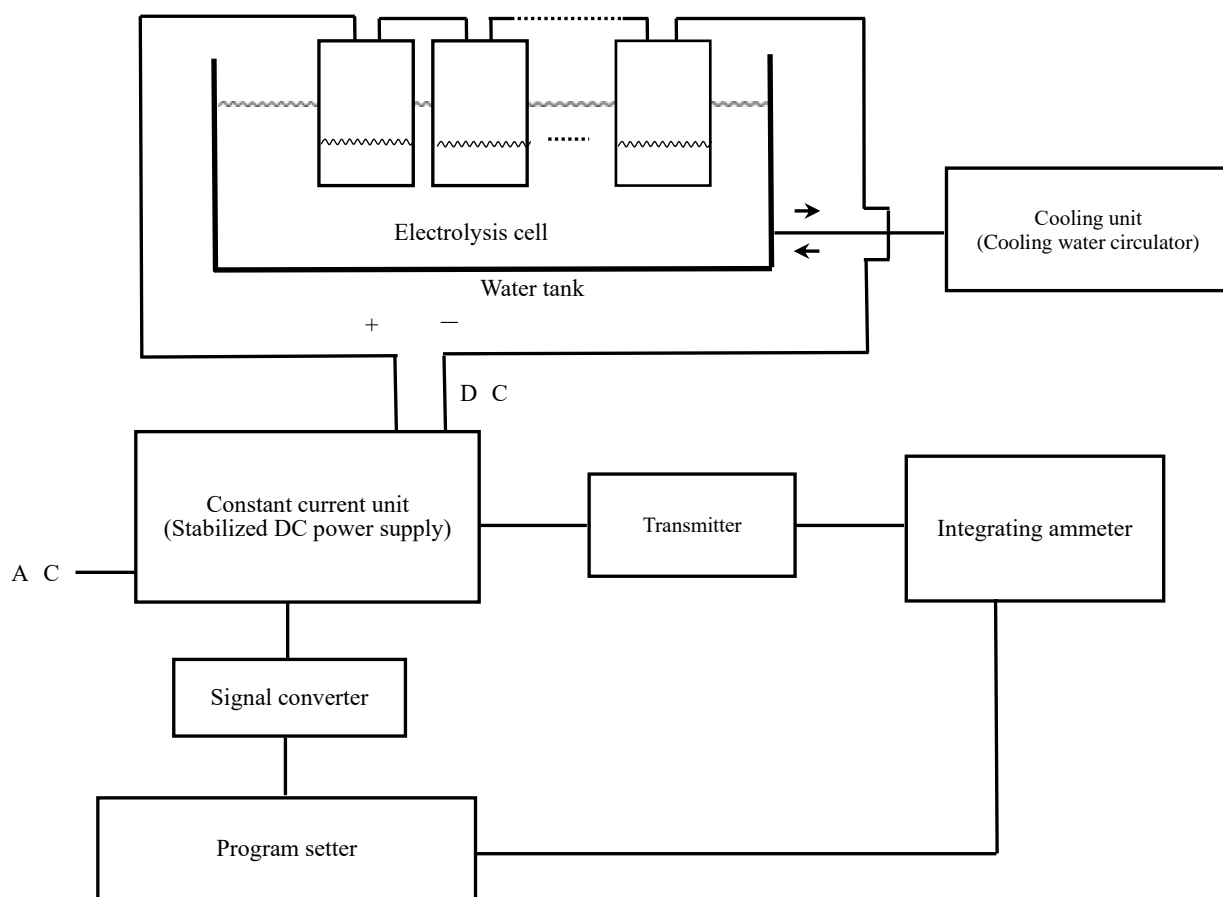 Electrolysis cell
Cooling unit
(Cooling water circulator)
Water tank
+ —
D C
Constant current unit
(Stabilized DC power supply)
Transmitter
Integrating ammeter
A C
Signal converter
Program setter